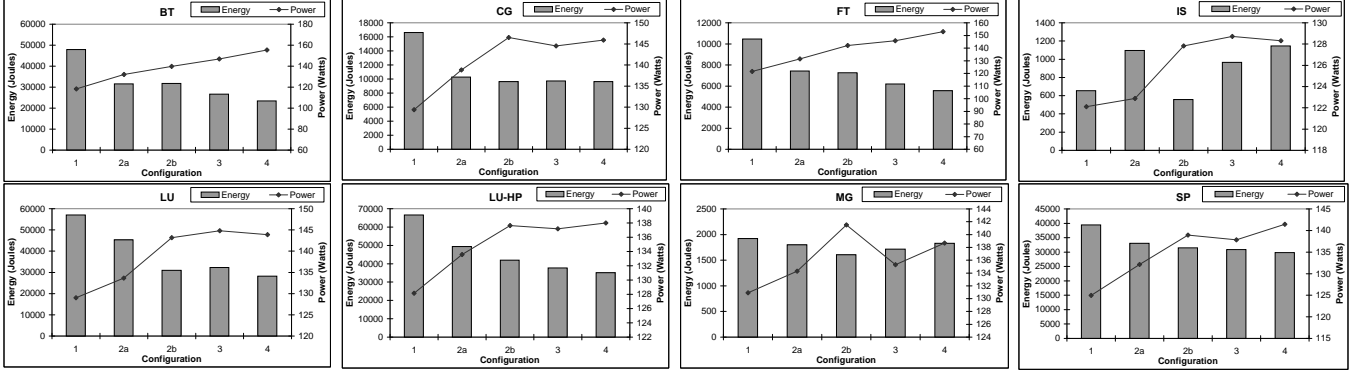 BT
Energy
Power
60000
50000
40000
30000
20000
10000
0
Energy (Joules)
180
160
140
120
100
80
60
Power (Watts)
1 2a 2b 3 4
Configuration
CG
Energy
Power
18000
16000
14000
12000
10000
8000
6000
4000
2000
0
Energy (Joules)
150
145
140
135
130
125
120
Power (Watts)
1 2a 2b 3 4
Configuration
FT
Energy
Power
12000
10000
8000
6000
4000
2000
0
Energy (Joules)
160
150
140
130
120
110
100
90
80
70
60
Power (Watts)
1 2a 2b 3 4
Configuration
IS
Energy
Power
1400
1200
1000
800
600
400
200
0
Energy (Joules)
130
128
126
124
122
120
118
Power (Watts)
1 2a 2b 3 4
Configuration
LU
Energy
Power
60000
50000
40000
30000
20000
10000
0
Energy (Joules)
150
145
140
135
130
125
120
Power (Watts)
1 2a 2b 3 4
Configuration
LU-HP
Energy
Power
70000
60000
50000
40000
30000
20000
10000
0
Energy (Joules)
140
138
136
134
132
130
128
126
124
122
Power (Watts)
1 2a 2b 3 4
Configuration
MG
Energy
Power
2500
2000
1500
1000
500
0
Energy (Joules)
144
142
140
138
136
134
132
130
128
126
124
Power (Watts)
1 2a 2b 3 4
Configuration
SP
Energy
Power
45000
40000
35000
30000
25000
20000
15000
10000
5000
0
Energy (Joules)
145
140
135
130
125
120
115
Power (Watts)
1 2a 2b 3 4
Configuration